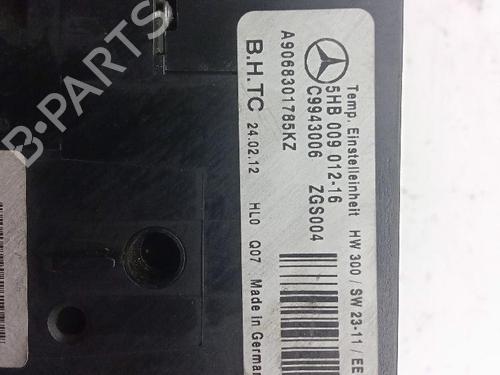 Temp. Einstelleinheit HW 300 / SW 23-11 / EE
5HB 009 012-16
C9943006 ZGS004
A9068301785KZ
B.H.TC 24.02.12 HL0 Q07 Made in German
B-PARTS